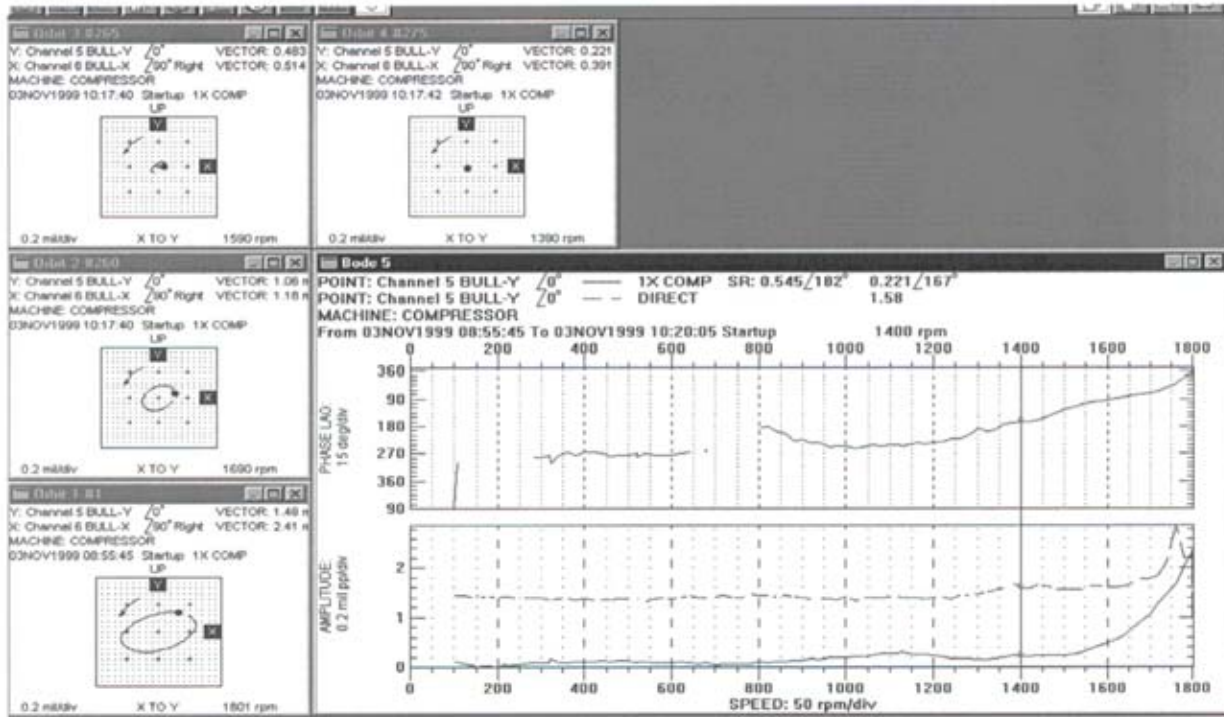 Orbit 3 #265
Y: Channel 5 BULL-Y ∠0° VECTOR: 0.483
X: Channel 6 BULL-X ∠90° Right VECTOR: 0.514
MACHINE: COMPRESSOR
03NOV1999 10:17:40 Startup 1X COMP
UP
Y
X
0.2 mil/div X TO Y 1590 rpm
Orbit 4 #275
Y: Channel 5 BULL-Y ∠0° VECTOR: 0.221
X: Channel 6 BULL-X ∠90° Right VECTOR: 0.391
MACHINE: COMPRESSOR
03NOV1999 10:17:42 Startup 1X COMP
UP
Y
X
0.2 mil/div X TO Y 1390 rpm
Orbit 2 #260
Y: Channel 5 BULL-Y ∠0° VECTOR: 1.06 m
X: Channel 6 BULL-X ∠90° Right VECTOR: 1.18 m
MACHINE: COMPRESSOR
03NOV1999 10:17:40 Startup 1X COMP
UP
Y
X
0.2 mil/div X TO Y 1690 rpm
Orbit 1 #1
Y: Channel 5 BULL-Y ∠0° VECTOR: 1.48 m
X: Channel 6 BULL-X ∠90° Right VECTOR: 2.41 m
MACHINE: COMPRESSOR
03NOV1999 08:55:45 Startup 1X COMP
UP
Y
X
0.2 mil/div X TO Y 1801 rpm
Bode 5
POINT: Channel 5 BULL-Y ∠0° 1X COMP SR: 0.545∠182° 0.221∠167°
POINT: Channel 5 BULL-Y ∠0° DIRECT 1.58
MACHINE: COMPRESSOR
From 03NOV1999 08:55:45 To 03NOV1999 10:20:05 Startup 1400 rpm
0 200 400 600 800 1000 1200 1400 1600 1800
PHASE LAG:
15 deg/div
360
90
180
270
360
90
AMPLITUDE:
0.2 mil pp/div
2
1
0
0 200 400 600 800 1000 1200 1400 1600 1800
SPEED: 50 rpm/div